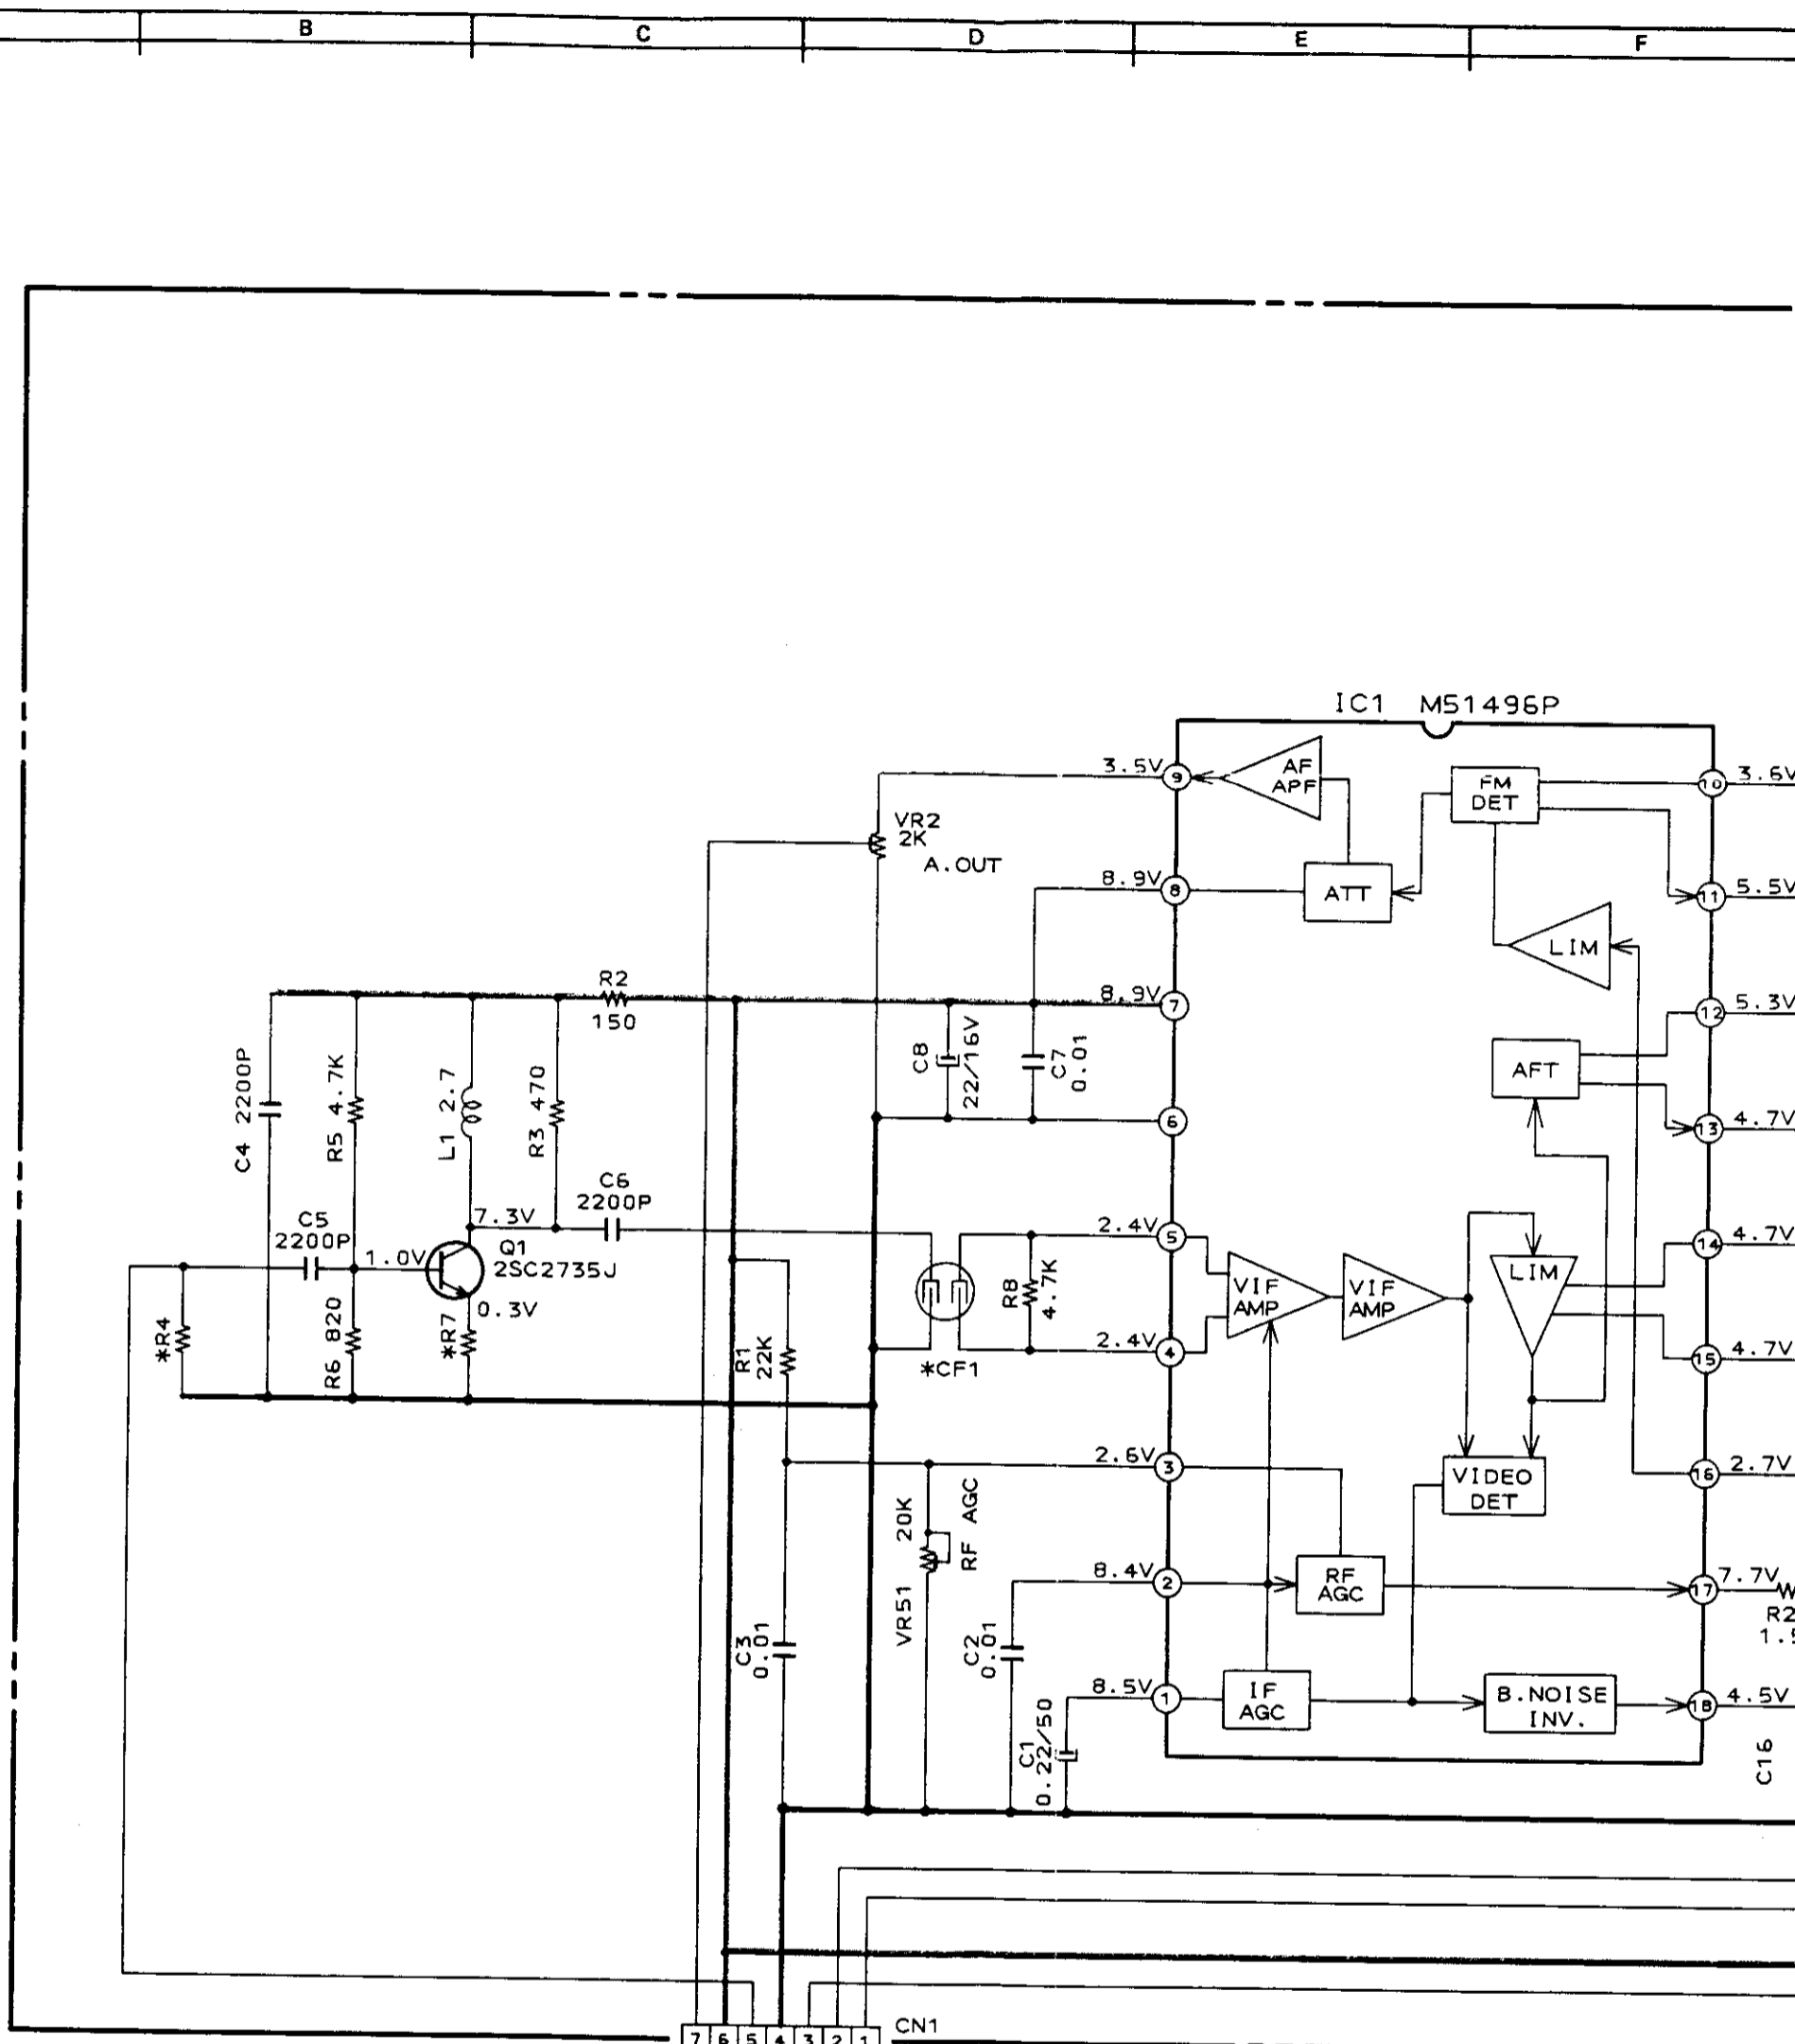 B C D E F
IC1 M51496P
3.5V 9
AF
APF
FM
DET
10 3.6V
VR2
2K
A.OUT
8.9V 8
ATT
11 5.5V
LIM
R2
150
8.9V 7
12 5.3V
C4 2200P
R5 4.7K
L1 2.7
R3 470
C8
22/16V
C7
0.01
AFT
6
13 4.7V
C6
2200P
C5
2200P
7.3V
1.0V
Q1
2SC2735J
0.3V
2.4V 5
14 4.7V
LIM
VIF
AMP
VIF
AMP
*R4
R6 820
*R7
R1
22K
R8
4.7K
*CF1
2.4V 4
15 4.7V
2.6V 3
VIDEO
DET
16 2.7V
VR51 20K
RF AGC
8.4V 2
RF
AGC
17 7.7V
R2
C3
0.01
C2
0.01
8.5V 1
IF
AGC
B.NOISE
INV.
18 4.5V
C1
0.22/50
C16
CN1
7 6 5 4 3 2 1